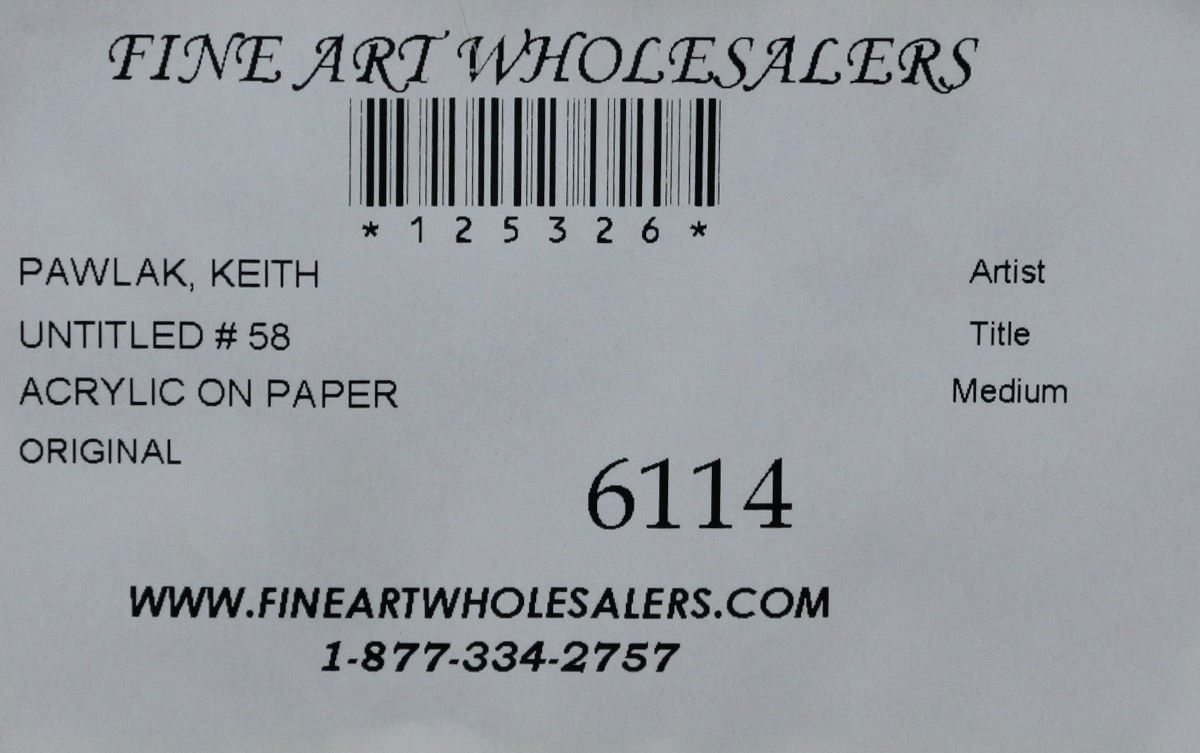 FINE ART WHOLESALERS
*125326*
PAWLAK, KEITH Artist
UNTITLED # 58 Title
ACRYLIC ON PAPER Medium
ORIGINAL
6114
WWW.FINEARTWHOLESALERS.COM
1-877-334-2757